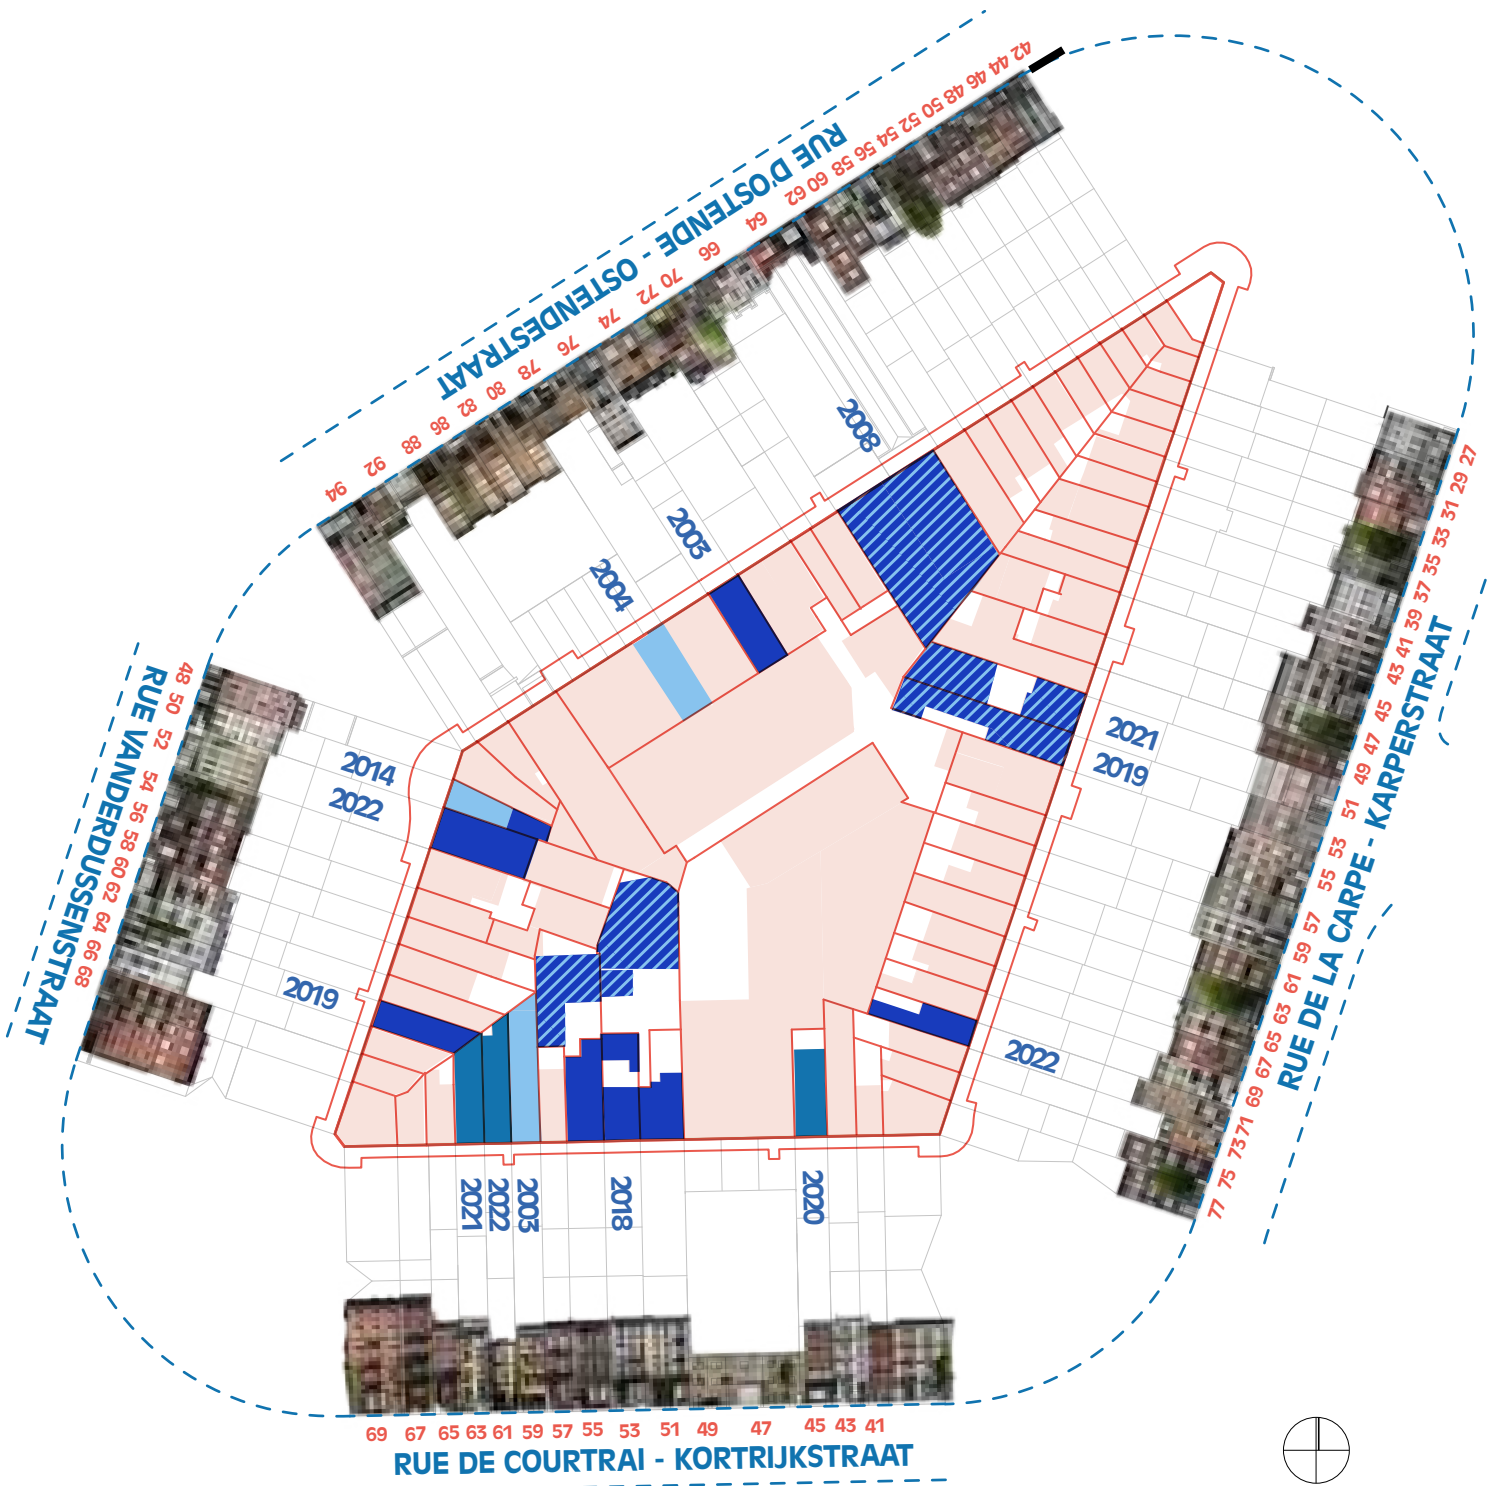 42 44 46 48 50 52 54 56 58 60 62 64 66 70 72 74 76 78 80 82 86 88 92 94
RUE D'OSTENDE - OSTENDESTRAAT
2008
2003
2004
27 29 31 33 35 37 39 41 43 45 47 49 51 53 55 57 59 61 63 65 67 69 71 73 75 77
RUE DE LA CARPE - KARPERSTRAAT
2021
2019
2022
48 50 52 54 56 58 60 62 64 66 68
RUE VANDERDUSSENSTRAAT
2014
2022
2019
2021
2022
2003
2018
2020
69 67 65 63 61 59 57 55 53 51 49 47 45 43 41
RUE DE COURTRAI - KORTRIJKSTRAAT